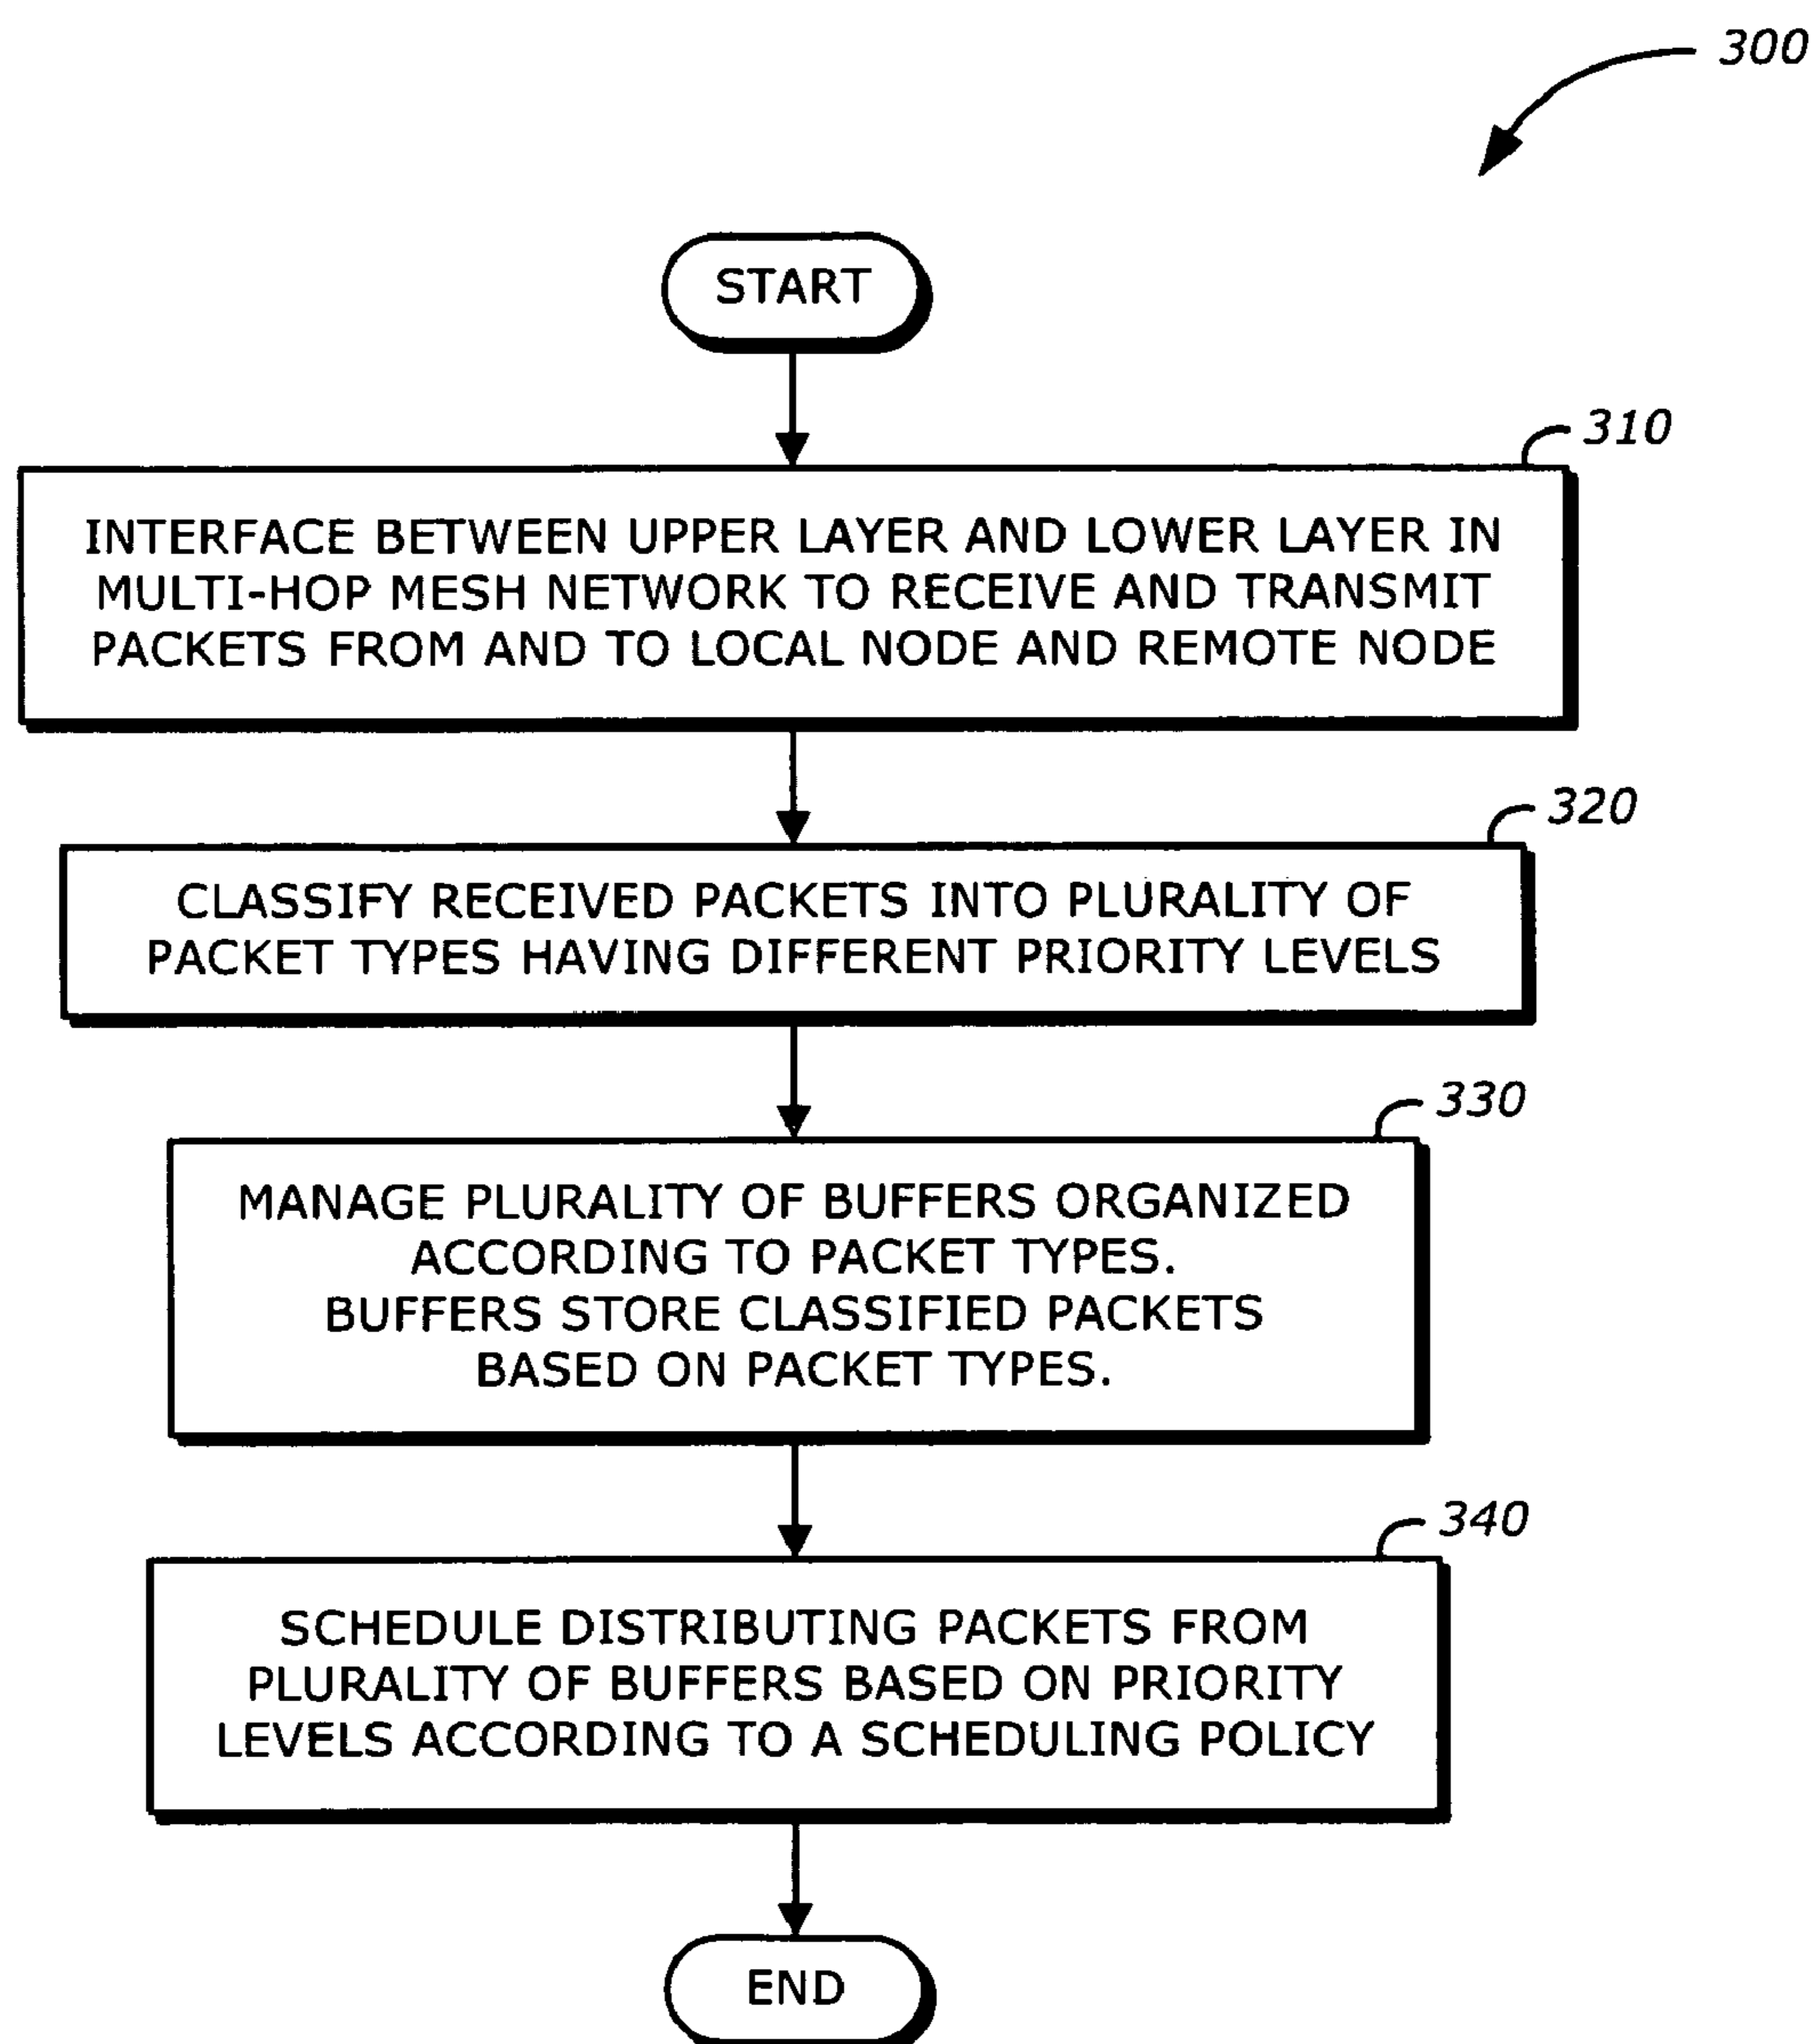 300
START
310
INTERFACE BETWEEN UPPER LAYER AND LOWER LAYER IN
MULTI-HOP MESH NETWORK TO RECEIVE AND TRANSMIT
PACKETS FROM AND TO LOCAL NODE AND REMOTE NODE
320
CLASSIFY RECEIVED PACKETS INTO PLURALITY OF
PACKET TYPES HAVING DIFFERENT PRIORITY LEVELS
330
MANAGE PLURALITY OF BUFFERS ORGANIZED
ACCORDING TO PACKET TYPES.
BUFFERS STORE CLASSIFIED PACKETS
BASED ON PACKET TYPES.
340
SCHEDULE DISTRIBUTING PACKETS FROM
PLURALITY OF BUFFERS BASED ON PRIORITY
LEVELS ACCORDING TO A SCHEDULING POLICY
END